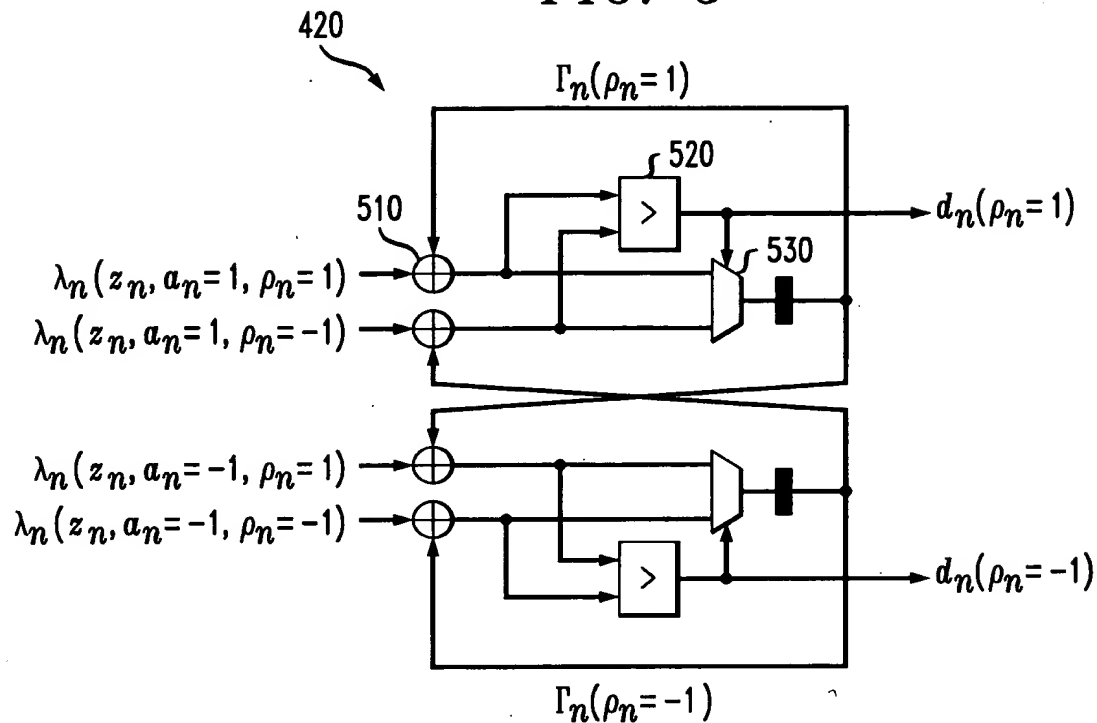 420
Γn(ρn=1)
520
>
dn(ρn=1)
510
530
λn(zn, an=1, ρn=1)
λn(zn, an=1, ρn=-1)
λn(zn, an=-1, ρn=1)
λn(zn, an=-1, ρn=-1)
>
dn(ρn=-1)
Γn(ρn=-1)